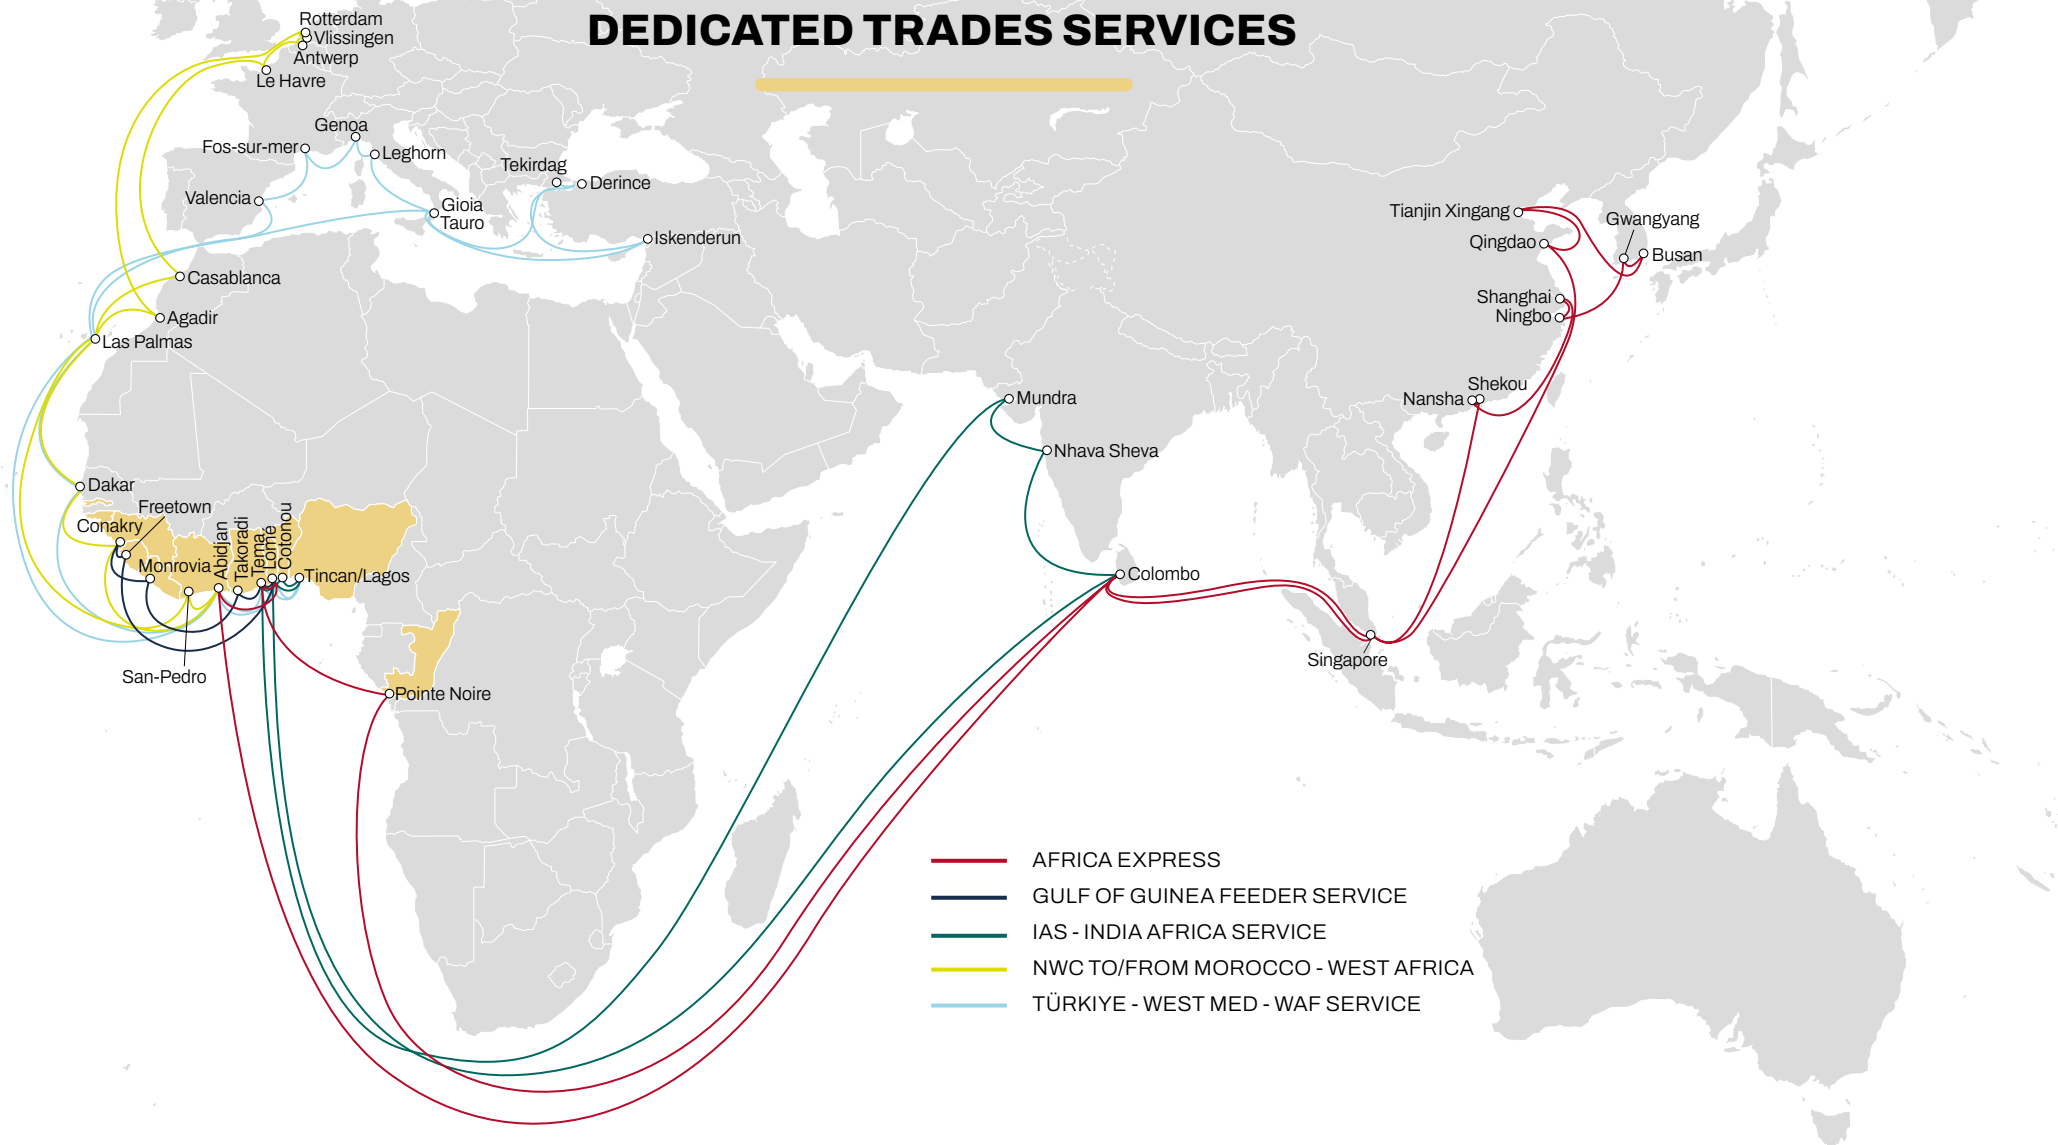 DEDICATED TRADES SERVICES
Rotterdam
Vlissingen
Antwerp
Le Havre
Genoa
Fos-sur-mer
Leghorn
Tekirdag
Derince
Valencia
Gioia
Tauro
Iskenderun
Casablanca
Agadir
Las Palmas
Tianjin Xingang
Gwangyang
Qingdao
Busan
Shanghai
Ningbo
Shekou
Nansha
Mundra
Nhava Sheva
Dakar
Freetown
Conakry
Monrovia
Abidjan
Takoradi
Tema
Lome
Cotonou
Tincan/Lagos
Colombo
San-Pedro
Pointe Noire
Singapore
AFRICA EXPRESS
GULF OF GUINEA FEEDER SERVICE
IAS - INDIA AFRICA SERVICE
NWC TO/FROM MOROCCO - WEST AFRICA
TÜRKIYE - WEST MED - WAF SERVICE